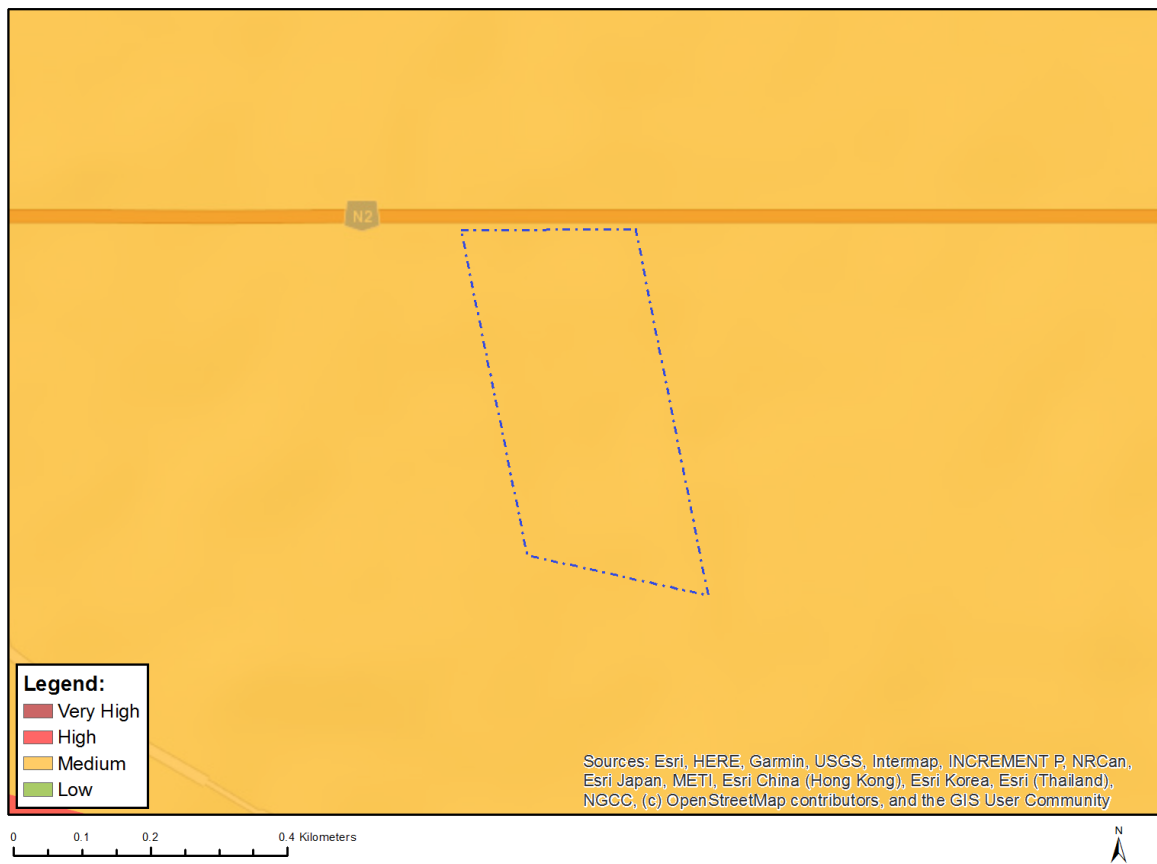 N2
Legend:
Very High
High
Medium
Low
Sources: Esri, HERE, Garmin, USGS, Intermap, INCREMENT P, NRCan,
Esri Japan, METI, Esri China (Hong Kong), Esri Korea, Esri (Thailand),
NGCC, (c) OpenStreetMap contributors, and the GIS User Community
0 0.1 0.2 0.4 Kilometers
N